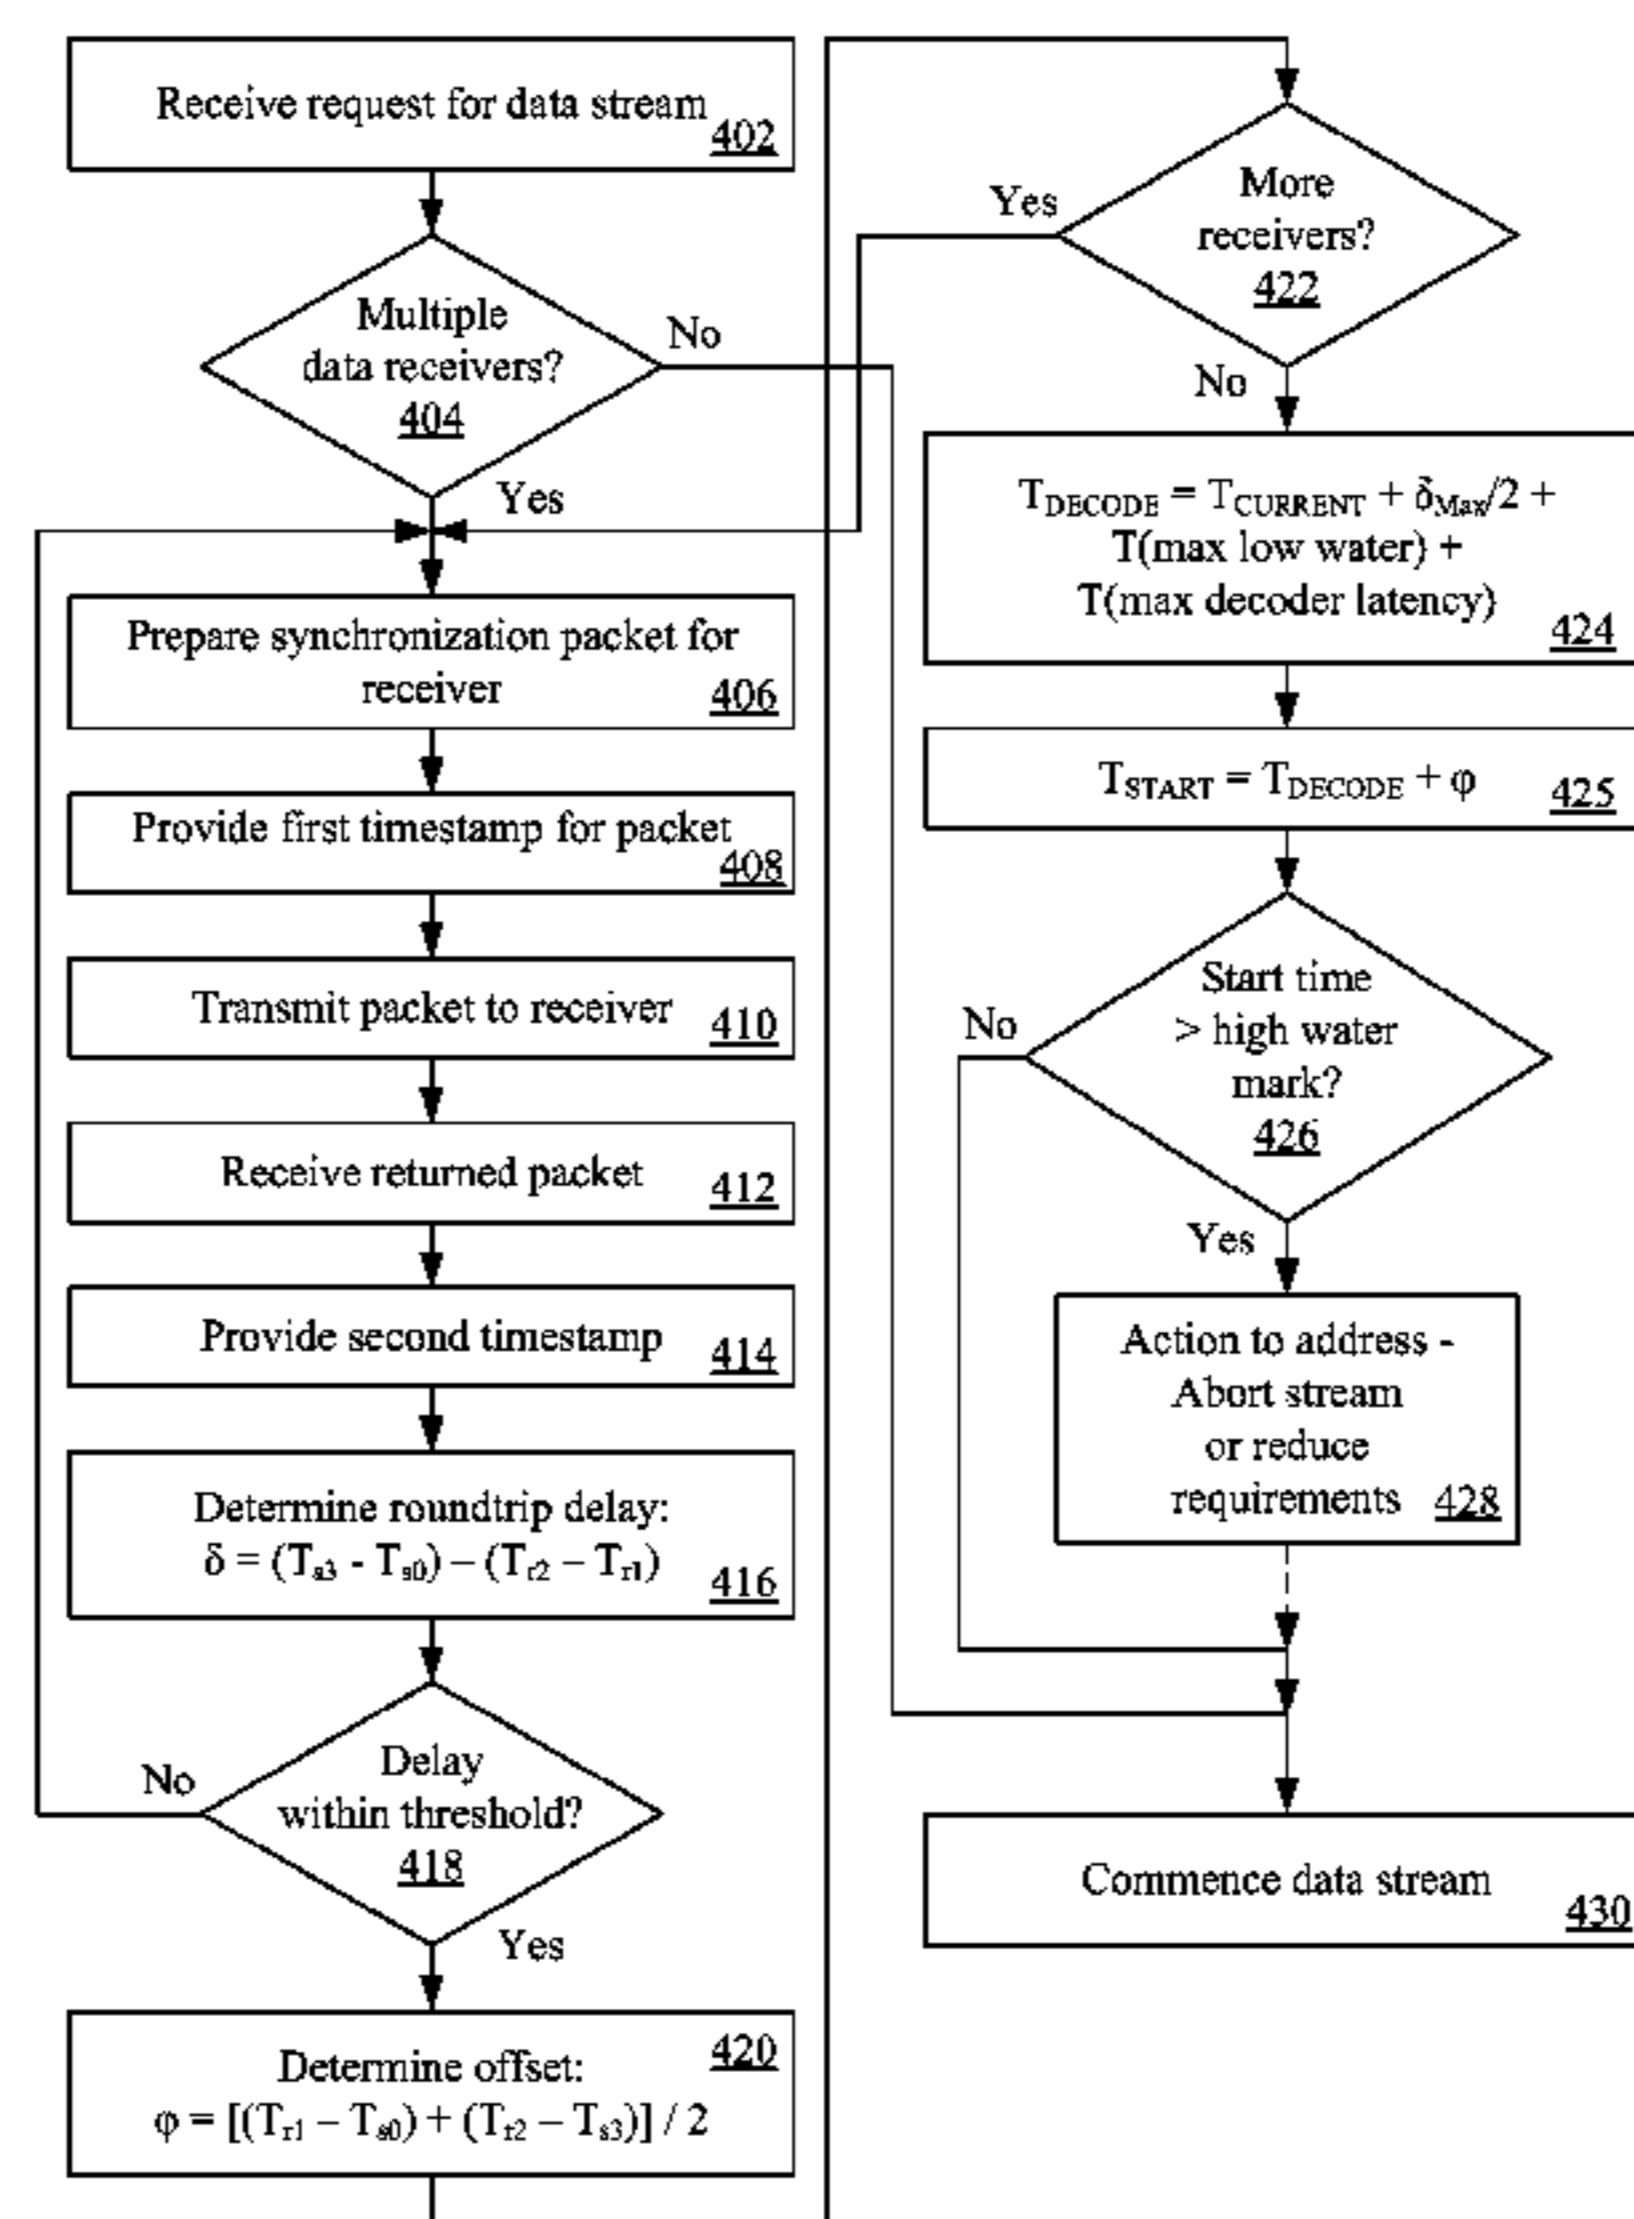 Receive request for data stream
402
Multiple
data receivers?
404
No
Yes
Prepare synchronization packet for
receiver
406
Provide first timestamp for packet
408
Transmit packet to receiver
410
Receive returned packet
412
Provide second timestamp
414
Determine roundtrip delay:
δ = (Ts3 - Ts0) – (Tr2 – Tr1)
416
Delay
within threshold?
418
No
Yes
420
Determine offset:
φ = [(Tr1 – Ts0) + (Tr2 – Ts3)] / 2
More
receivers?
422
Yes
No
TDECODE = TCURRENT + δMax/2 +
T(max low water) +
T(max decoder latency)
424
TSTART = TDECODE + φ
425
Start time
> high water
mark?
426
No
Yes
Action to address -
Abort stream
or reduce
requirements
428
Commence data stream
430